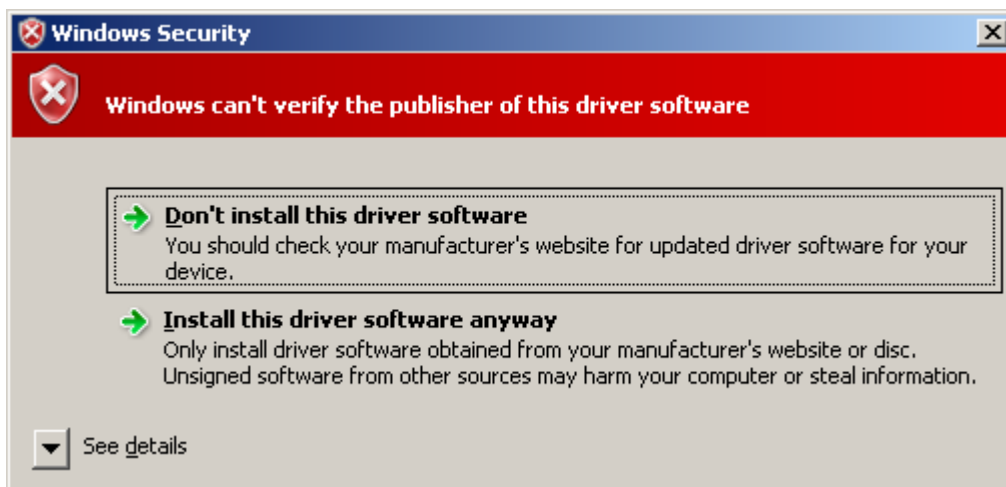 Windows Security
Windows can't verify the publisher of this driver software
Don't install this driver software
You should check your manufacturer's website for updated driver software for your
device.
Install this driver software anyway
Only install driver software obtained from your manufacturer's website or disc.
Unsigned software from other sources may harm your computer or steal information.
See details